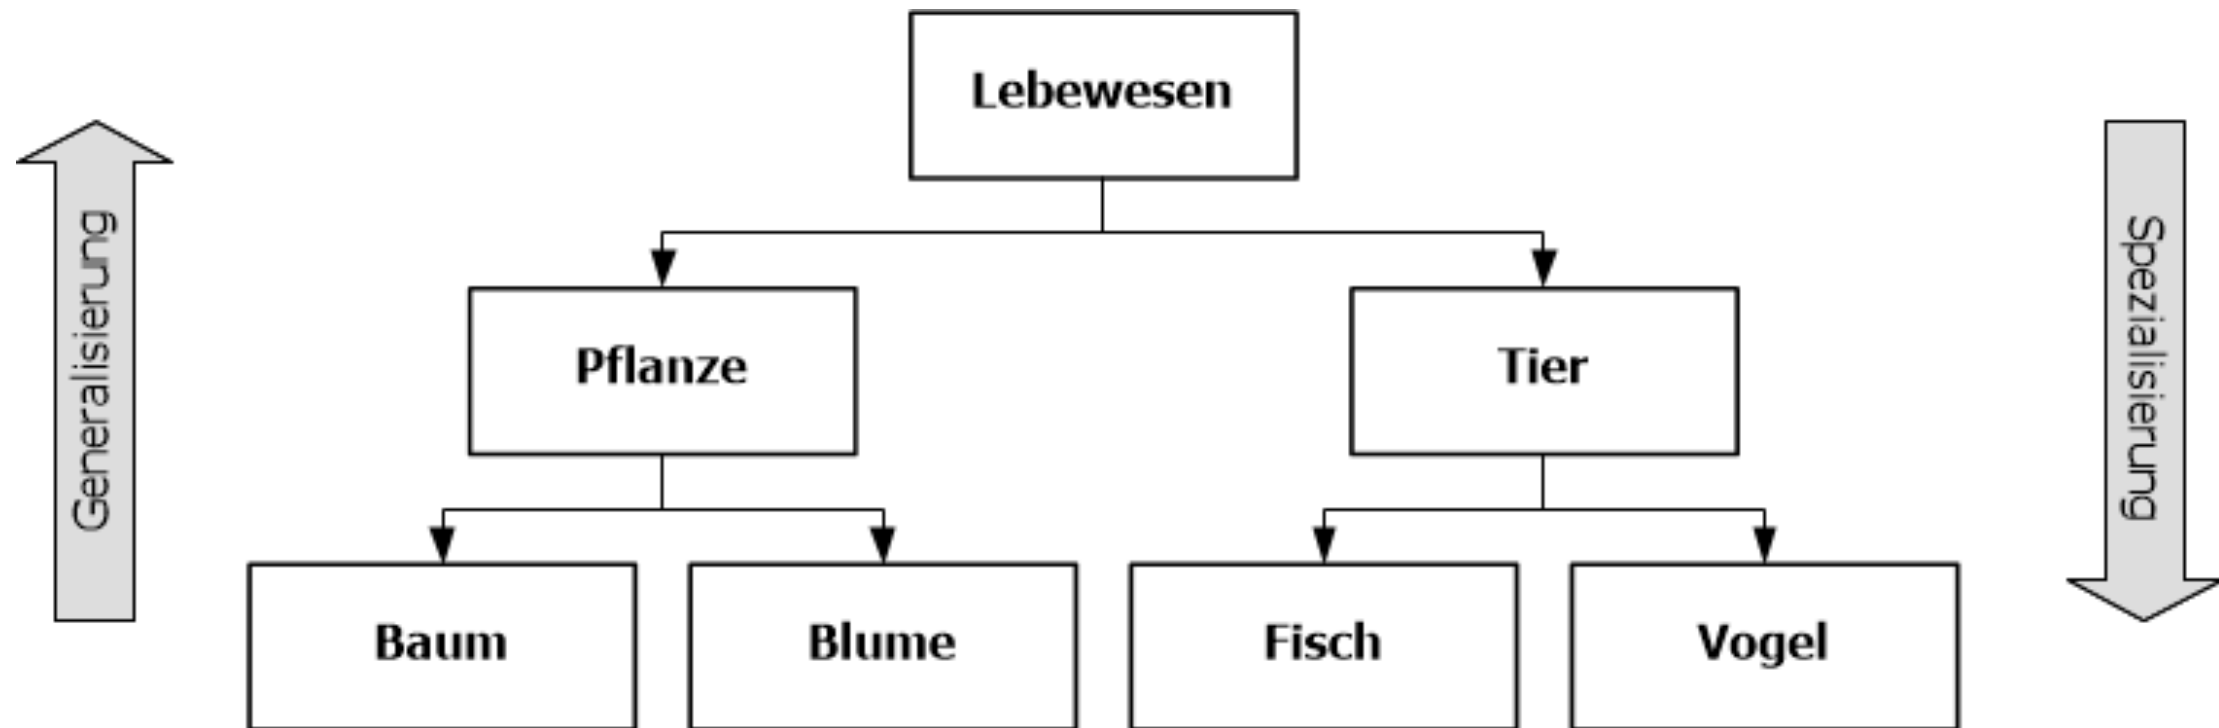 Lebewesen
Generalisierung
Spezialisierung
Pflanze
Tier
Baum
Blume
Fisch
Vogel